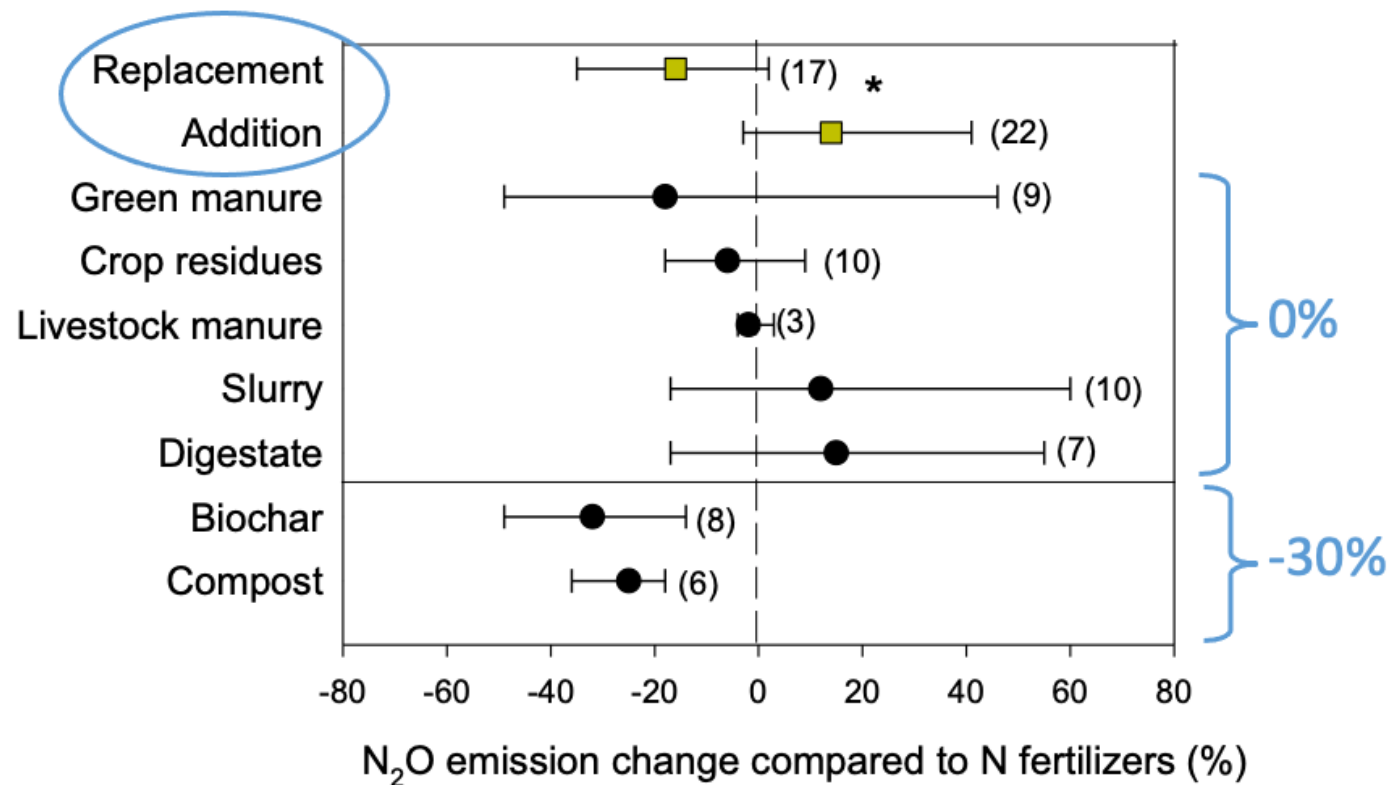 Replacement (17) *
Addition (22)
Green manure (9)
Crop residues (10)
Livestock manure (3)
Slurry (10)
Digestate (7)
0%
Biochar (8)
Compost (6)
-30%
-80 -60 -40 -20 0 20 40 60 80
N₂O emission change compared to N fertilizers (%)